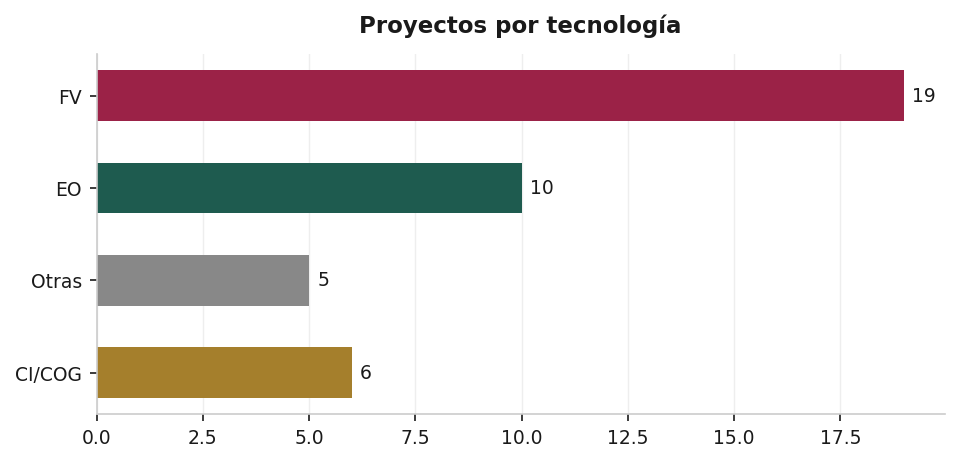 Proyectos por tecnología
FV 19
EO 10
Otras 5
CI/COG 6
0.0 2.5 5.0 7.5 10.0 12.5 15.0 17.5